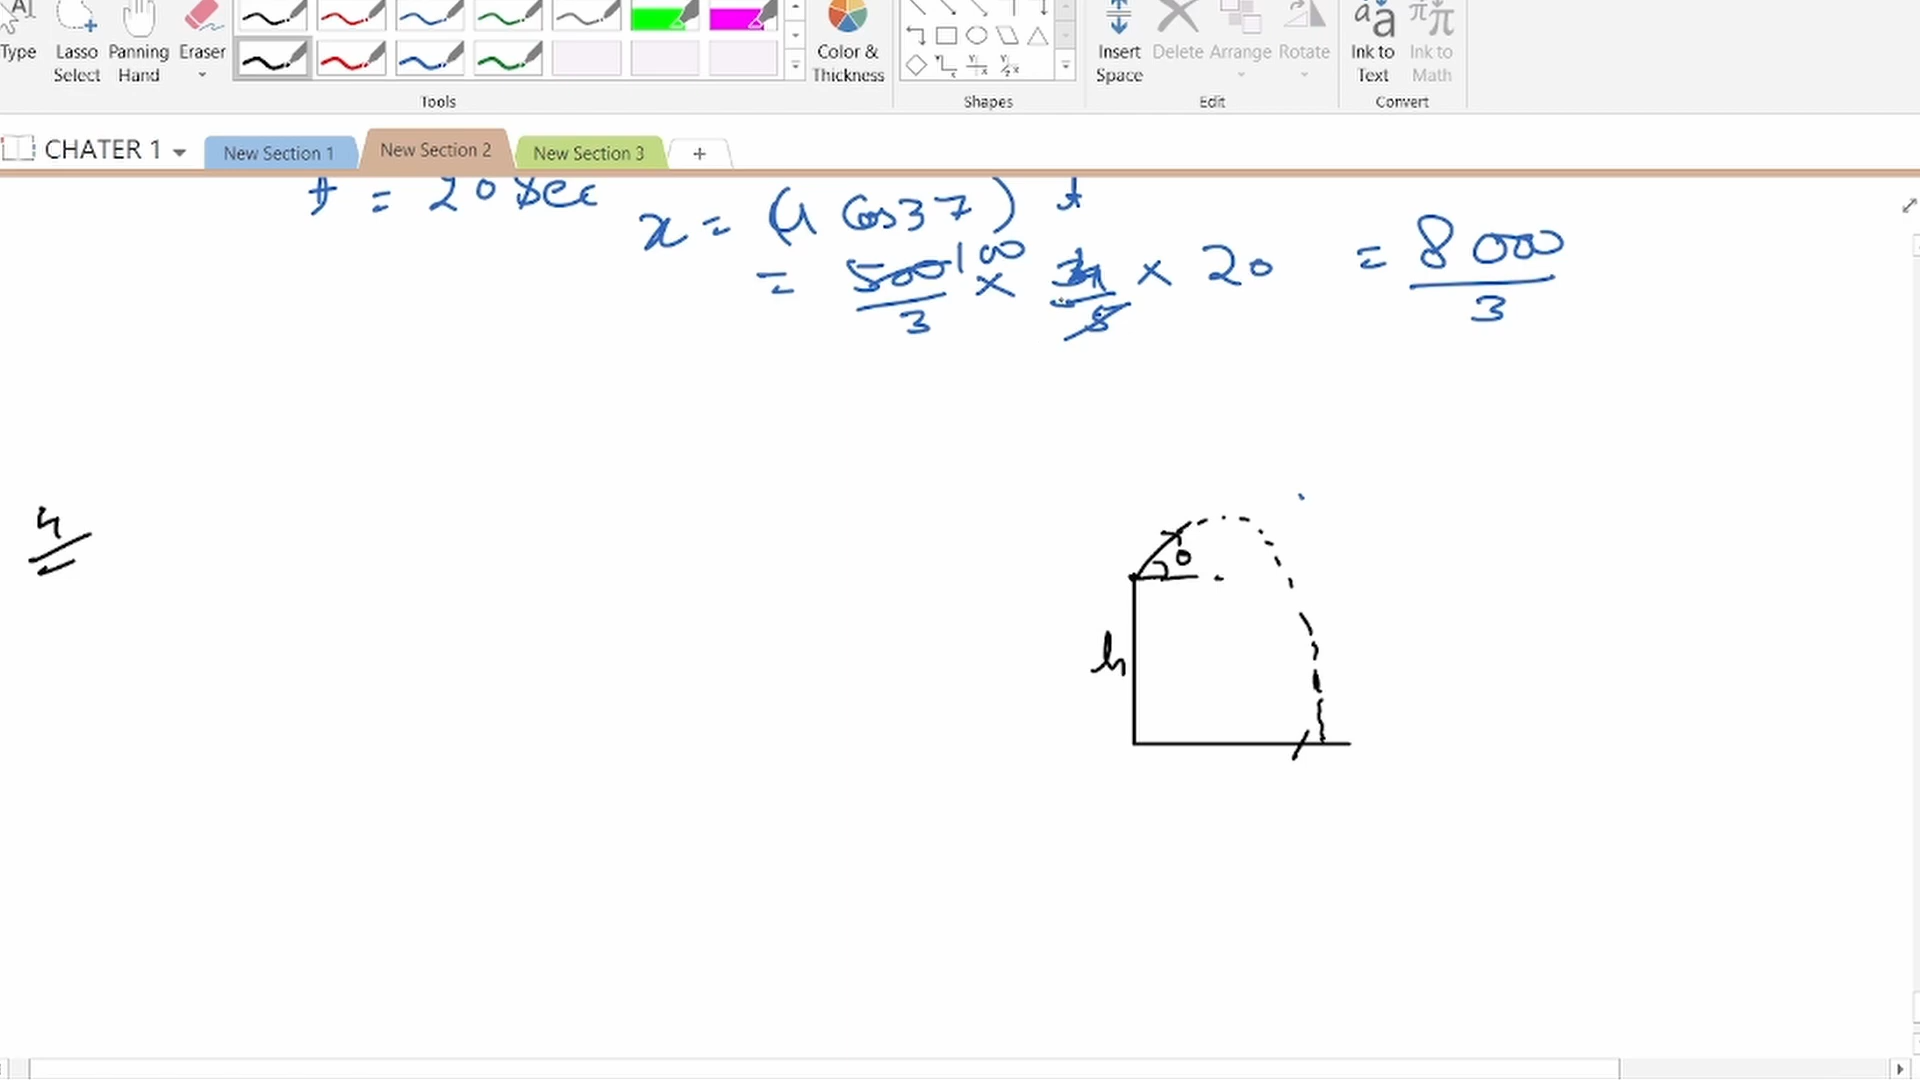 Type
Lasso Select
Panning Hand
Eraser
Color & Thickness
Insert Space
Delete
Arrange
Rotate
Ink to Text
Ink to Math
Tools
Shapes
Edit
Convert
CHATER 1
New Section 1
New Section 2
New Section 3
+
t = 20 Sec
x = (u Cos37) t
= 500/3 100 × 4/5 × 20 = 8000/3
4
θ
h